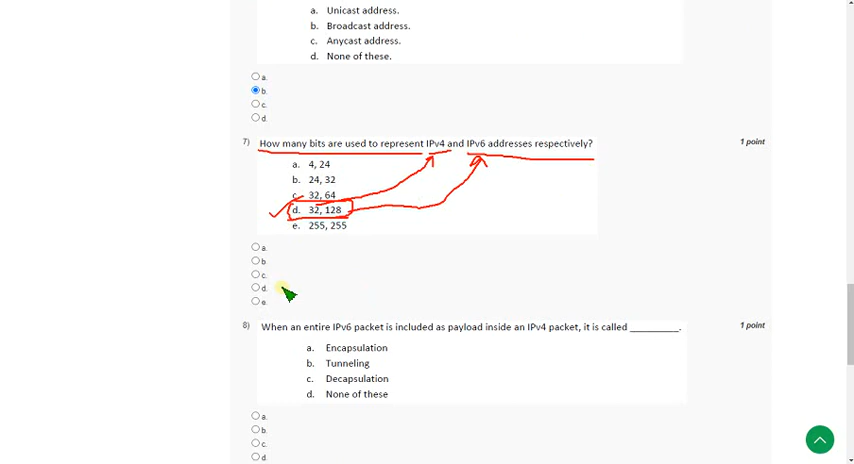 a. Unicast address.
b. Broadcast address.
c. Anycast address.
d. None of these.
a.
b.
c.
d.
7) How many bits are used to represent IPv4 and IPv6 addresses respectively? 1 point
a. 4, 24
b. 24, 32
c. 32, 64
d. 32, 128
e. 255, 255
a.
b
c.
d.
e.
8) When an entire IPv6 packet is included as payload inside an IPv4 packet, it is called _________. 1 point
a. Encapsulation
b. Tunneling
c. Decapsulation
d. None of these
a.
b.
c.
d